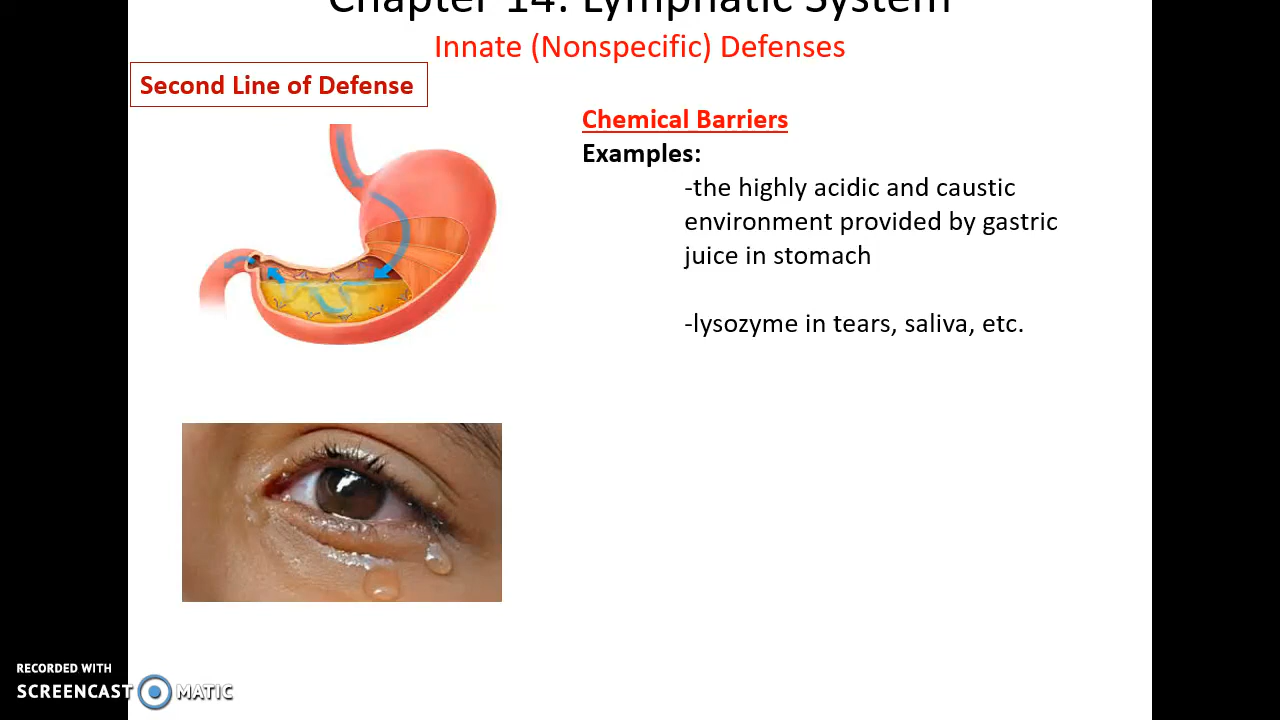 Chapter 14: Lymphatic System
Innate (Nonspecific) Defenses
Second Line of Defense
Chemical Barriers
Examples:
-the highly acidic and caustic
environment provided by gastric
juice in stomach
-lysozyme in tears, saliva, etc.
RECORDED WITH
SCREENCAST MATIC